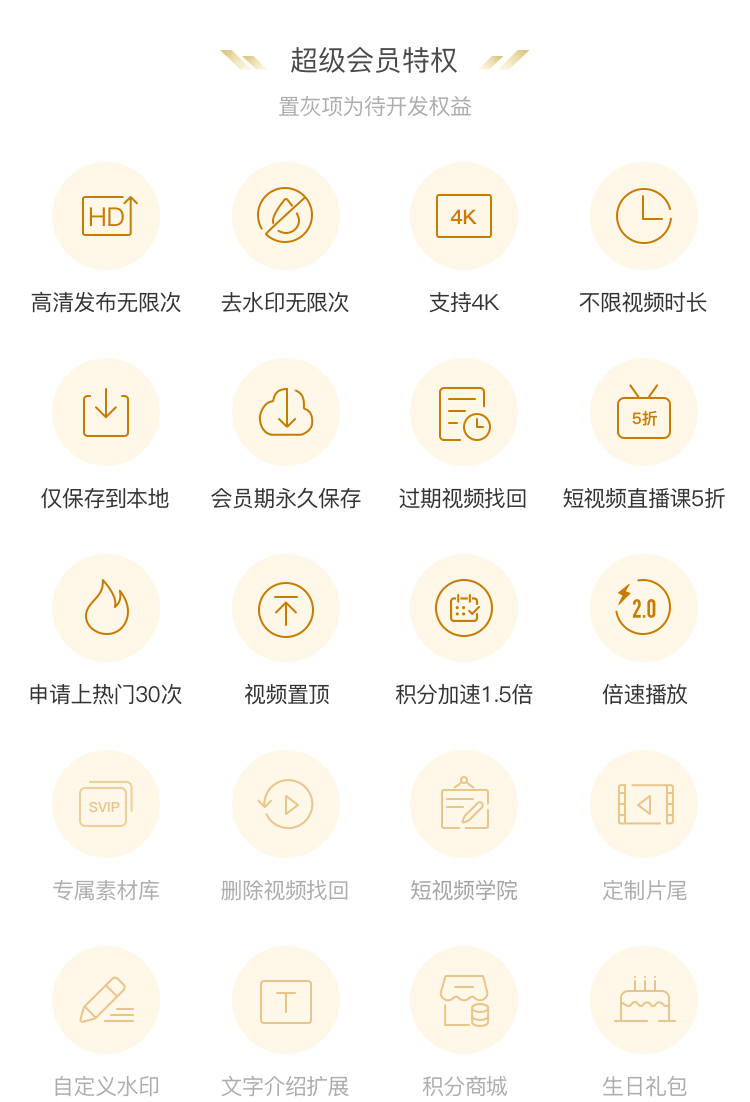 超级会员特权
置灰项为待开发权益
HD
4K
高清发布无限次 去水印无限次 支持4K 不限视频时长
5折
仅保存到本地 会员期永久保存 过期视频找回 短视频直播课5折
2.0
申请上热门30次 视频置顶 积分加速1.5倍 倍速播放
SVIP
专属素材库 删除视频找回 短视频学院 定制片尾
T
自定义水印 文字介绍扩展 积分商城 生日礼包